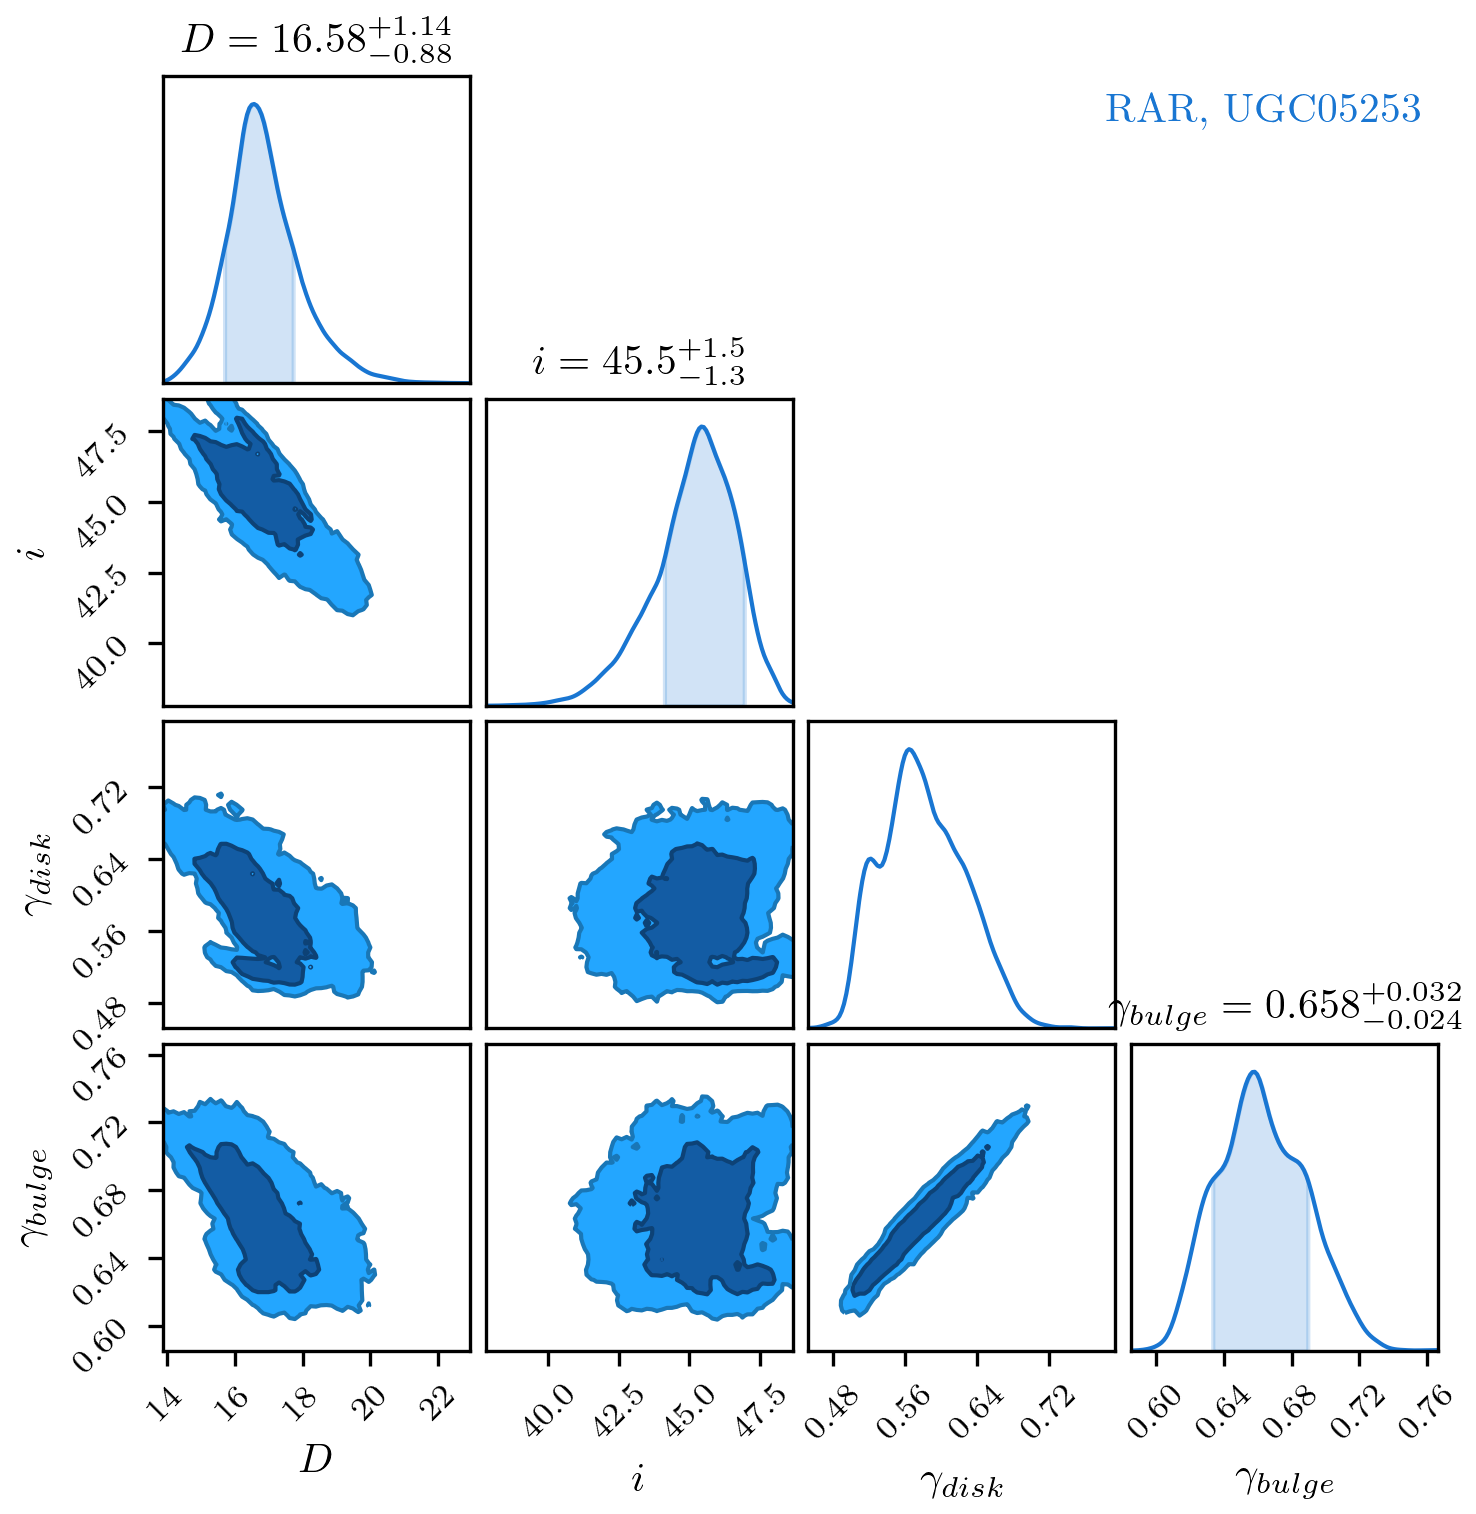 D = 16.58^{+1.14}_{-0.88}
RAR, UGC05253
i = 45.5^{+1.5}_{-1.3}
47.5
45.0
42.5
40.0
i
0.72
0.64
0.56
0.48
γ_{disk}
γ_{bulge} = 0.658^{+0.032}_{-0.024}
0.76
0.72
0.68
0.64
0.60
γ_{bulge}
14 16 18 20 22
40.0 42.5 45.0 47.5
0.48 0.56 0.64 0.72
0.60 0.64 0.68 0.72 0.76
D
i
γ_{disk}
γ_{bulge}